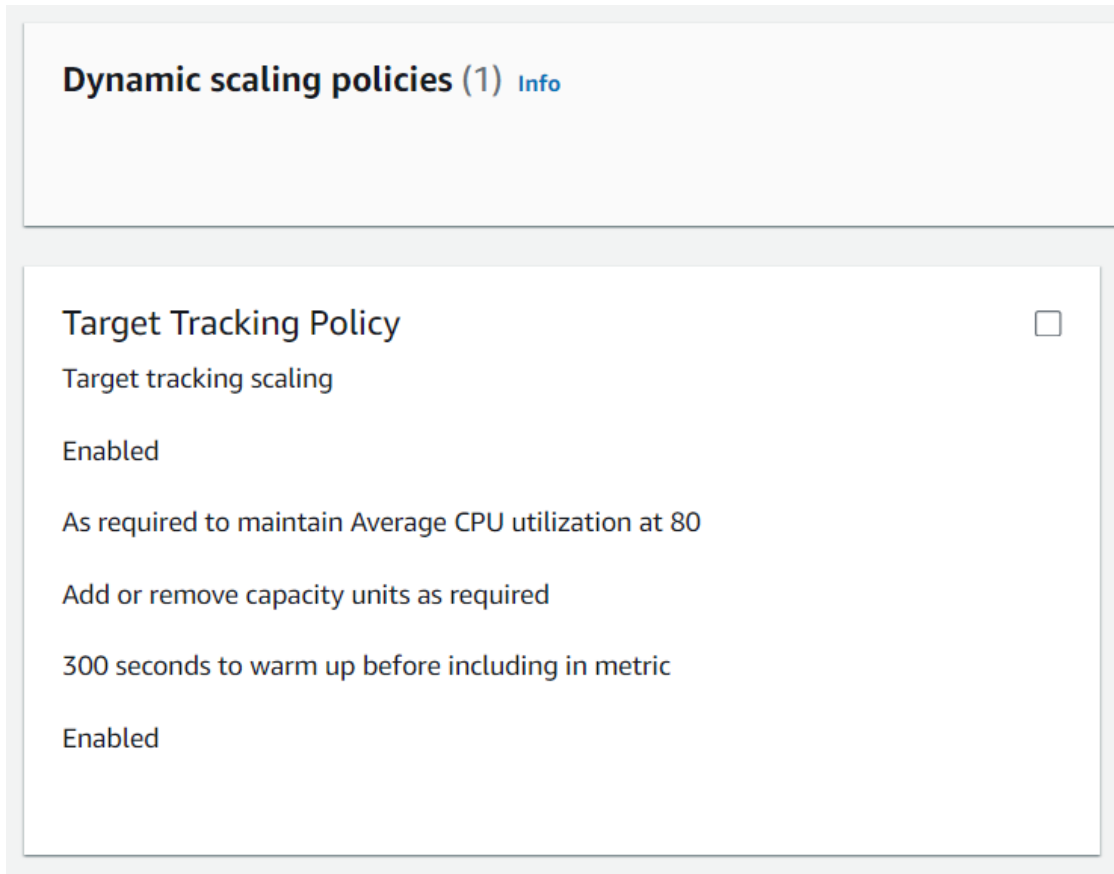 Dynamic scaling policies (1) Info
Target Tracking Policy
Target tracking scaling
Enabled
As required to maintain Average CPU utilization at 80
Add or remove capacity units as required
300 seconds to warm up before including in metric
Enabled